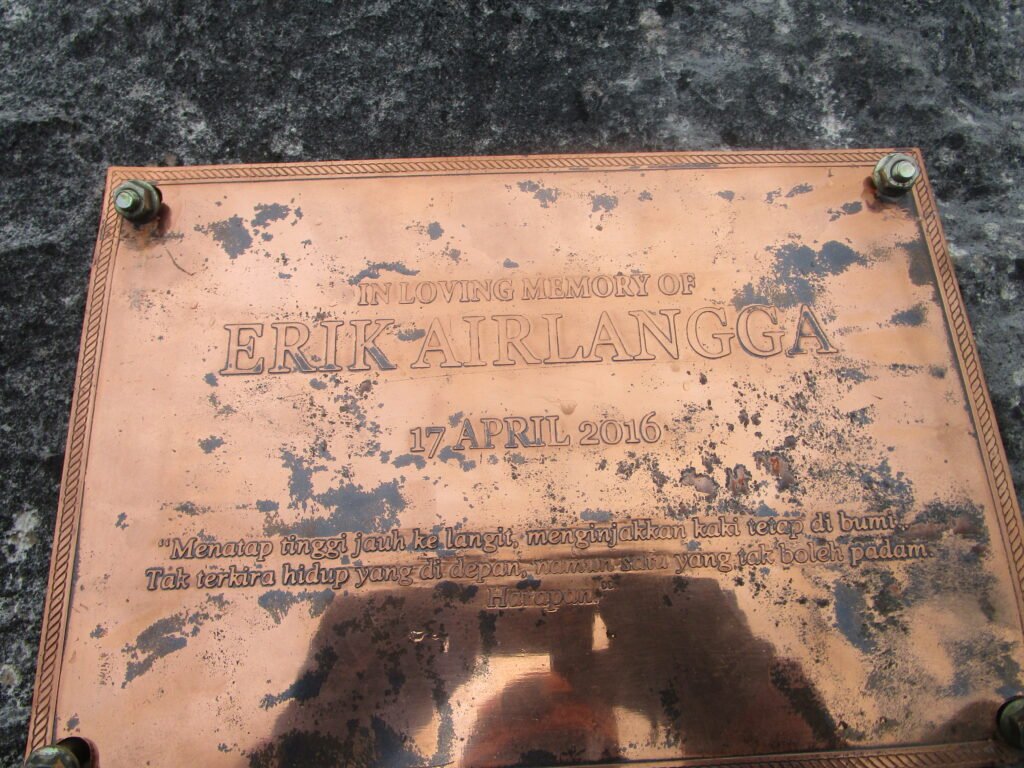 IN LOVING MEMORY OF
ERIK AIRLANGGA
17 APRIL 2016
“Menatap tinggi jauh ke langit, menginjakkan kaki tetap di bumi.
Tak terkira hidup yang di depan, namun satu yang tak boleh padam.
Harapan.”